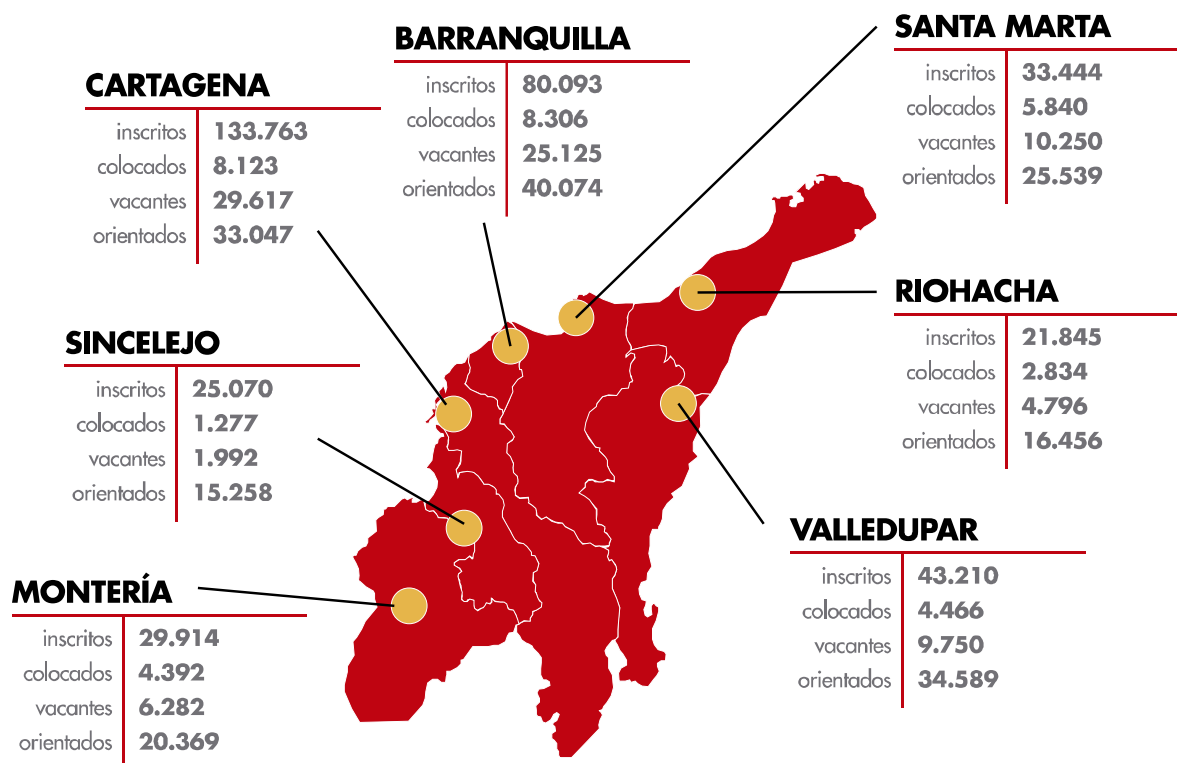 CARTAGENA
inscritos 133.763
colocados 8.123
vacantes 29.617
orientados 33.047
BARRANQUILLA
inscritos 80.093
colocados 8.306
vacantes 25.125
orientados 40.074
SANTA MARTA
inscritos 33.444
colocados 5.840
vacantes 10.250
orientados 25.539
SINCELEJO
inscritos 25.070
colocados 1.277
vacantes 1.992
orientados 15.258
RIOHACHA
inscritos 21.845
colocados 2.834
vacantes 4.796
orientados 16.456
MONTERÍA
inscritos 29.914
colocados 4.392
vacantes 6.282
orientados 20.369
VALLEDUPAR
inscritos 43.210
colocados 4.466
vacantes 9.750
orientados 34.589